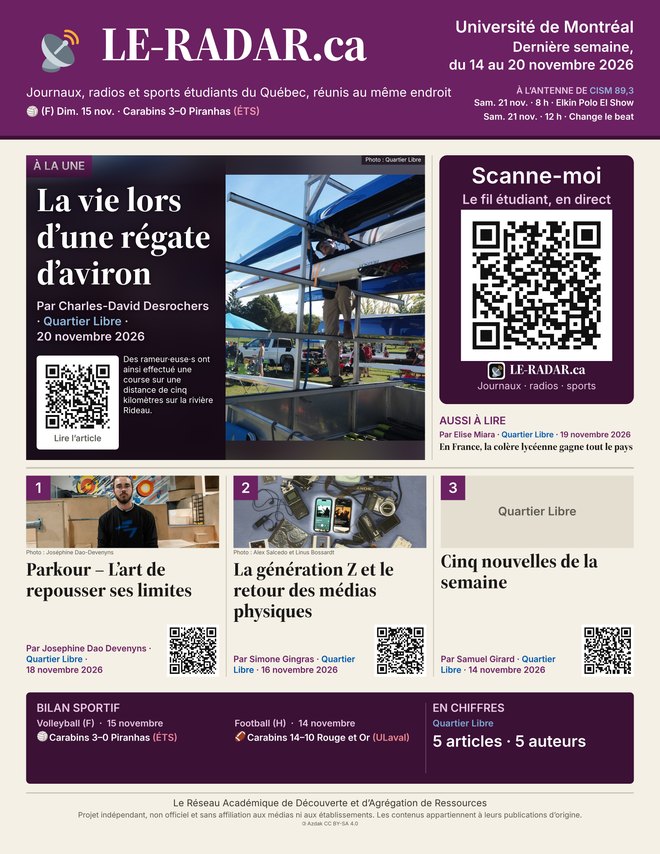 LE-RADAR.ca
Journaux, radios et sports étudiants du Québec, réunis au même endroit
(F) Dim. 15 nov. · Carabins 3–0 Piranhas (ÉTS)
Université de Montréal
Dernière semaine,
du 14 au 20 novembre 2026
À L'ANTENNE DE CISM 89,3
Sam. 21 nov. · 8 h · Elkin Polo El Show
Sam. 21 nov. · 12 h · Change le beat
À LA UNE
Photo : Quartier Libre
La vie lors
d'une régate
d'aviron
Par Charles-David Desrochers
· Quartier Libre ·
20 novembre 2026
Des rameur·euse·s ont
ainsi effectué une
course sur une
distance de cinq
kilomètres sur la rivière
Rideau.
Lire l'article
Scanne-moi
Le fil étudiant, en direct
LE-RADAR.ca
Journaux · radios · sports
AUSSI À LIRE
Par Elise Miara · Quartier Libre · 19 novembre 2026
En France, la colère lycéenne gagne tout le pays
1
Photo : Joséphine Dao-Devenyns
Parkour – L'art de
repousser ses limites
Par Josephine Dao Devenyns ·
Quartier Libre ·
18 novembre 2026
2
Photo : Alex Salcedo et Linus Bossardt
La génération Z et le
retour des médias
physiques
Par Simone Gingras · Quartier
Libre · 16 novembre 2026
3
Quartier Libre
Cinq nouvelles de la
semaine
Par Samuel Girard · Quartier
Libre · 14 novembre 2026
BILAN SPORTIF
Volleyball (F) · 15 novembre
Carabins 3–0 Piranhas (ÉTS)
Football (H) · 14 novembre
Carabins 14–10 Rouge et Or (ULaval)
EN CHIFFRES
Quartier Libre
5 articles · 5 auteurs
Le Réseau Académique de Découverte et d'Agrégation de Ressources
Projet indépendant, non officiel et sans affiliation aux médias ni aux établissements. Les contenus appartiennent à leurs publications d'origine.
Azdak CC BY-SA 4.0